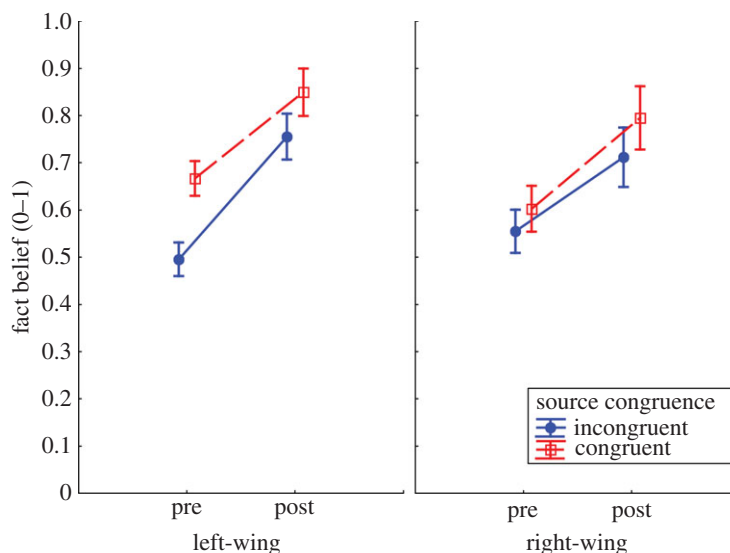 fact belief (0–1)
1.0
0.9
0.8
0.7
0.6
0.5
0.4
0.3
0.2
0.1
0
source congruence
incongruent
congruent
pre post
pre post
left-wing
right-wing